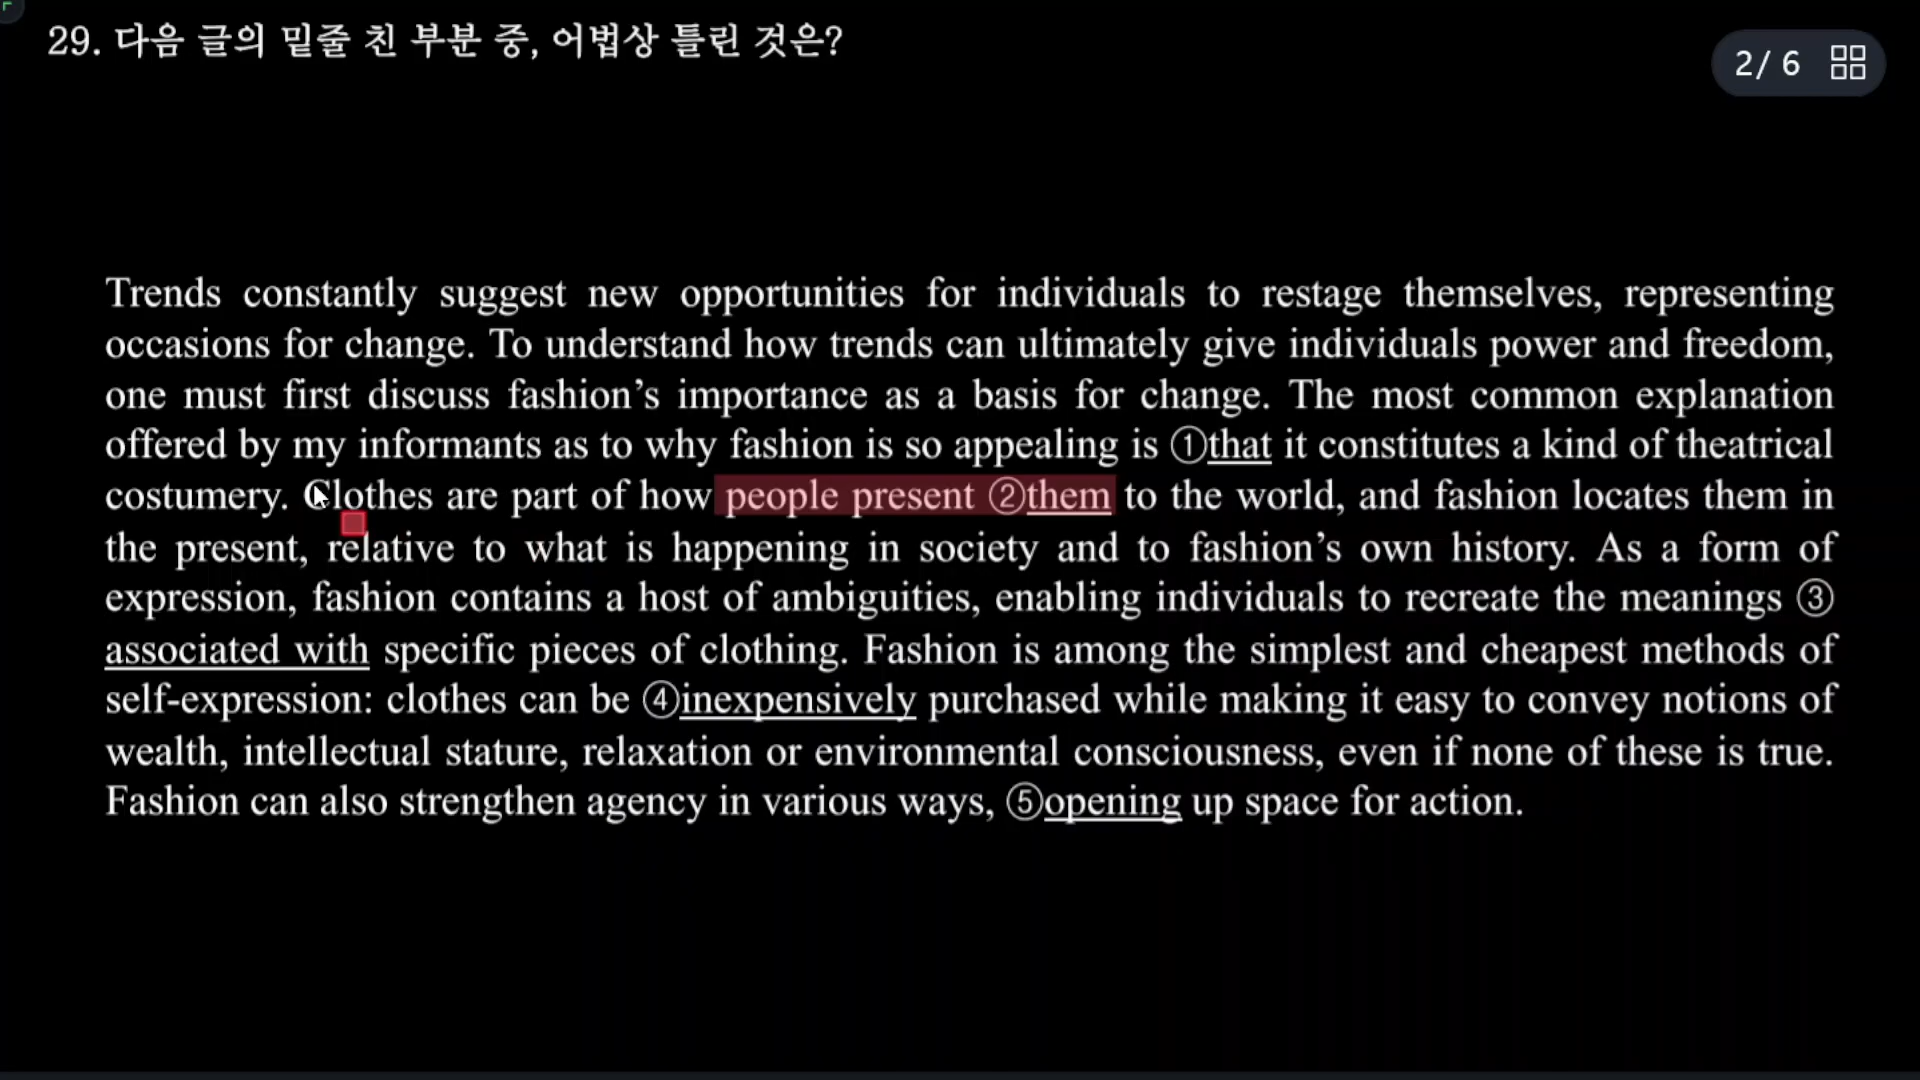 29. 다음 글의 밑줄 친 부분 중, 어법상 틀린 것은?
2/ 6
Trends constantly suggest new opportunities for individuals to restage themselves, representing
occasions for change. To understand how trends can ultimately give individuals power and freedom,
one must first discuss fashion’s importance as a basis for change. The most common explanation
offered by my informants as to why fashion is so appealing is ①that it constitutes a kind of theatrical
costumery. Clothes are part of how people present ②them to the world, and fashion locates them in
the present, relative to what is happening in society and to fashion’s own history. As a form of
expression, fashion contains a host of ambiguities, enabling individuals to recreate the meanings ③
associated with specific pieces of clothing. Fashion is among the simplest and cheapest methods of
self-expression: clothes can be ④inexpensively purchased while making it easy to convey notions of
wealth, intellectual stature, relaxation or environmental consciousness, even if none of these is true.
Fashion can also strengthen agency in various ways, ⑤opening up space for action.